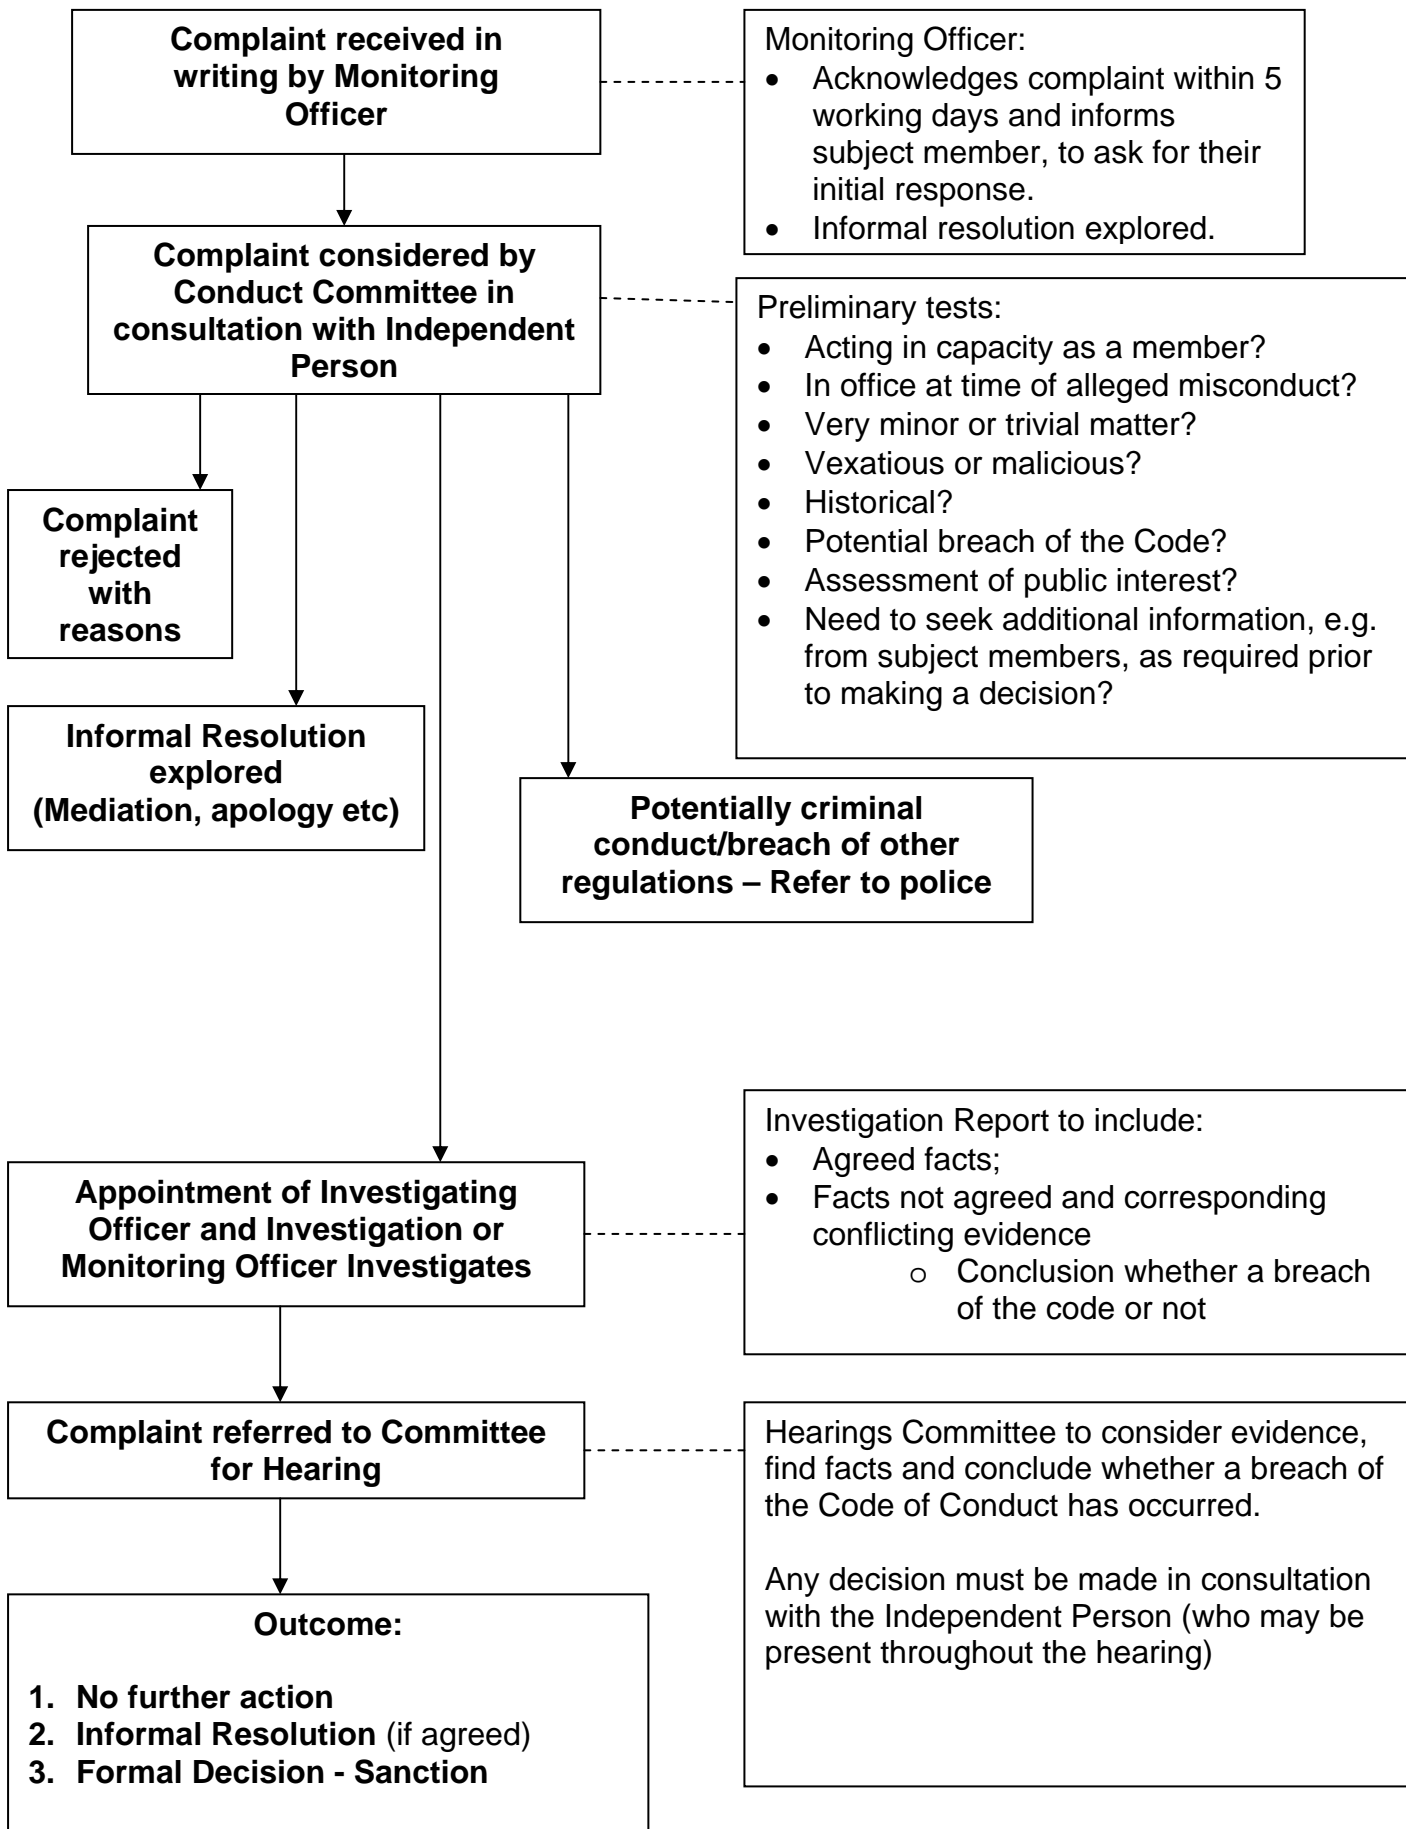 Complaint received in
writing by Monitoring
Officer
Monitoring Officer:
• Acknowledges complaint within 5
working days and informs
subject member, to ask for their
initial response.
• Informal resolution explored.
Complaint considered by
Conduct Committee in
consultation with Independent
Person
Preliminary tests:
• Acting in capacity as a member?
• In office at time of alleged misconduct?
• Very minor or trivial matter?
• Vexatious or malicious?
• Historical?
• Potential breach of the Code?
• Assessment of public interest?
• Need to seek additional information, e.g.
from subject members, as required prior
to making a decision?
Complaint
rejected
with
reasons
Informal Resolution
explored
(Mediation, apology etc)
Potentially criminal
conduct/breach of other
regulations – Refer to police
Appointment of Investigating
Officer and Investigation or
Monitoring Officer Investigates
Investigation Report to include:
• Agreed facts;
• Facts not agreed and corresponding
conflicting evidence
o Conclusion whether a breach
of the code or not
Complaint referred to Committee
for Hearing
Hearings Committee to consider evidence,
find facts and conclude whether a breach of
the Code of Conduct has occurred.
Any decision must be made in consultation
with the Independent Person (who may be
present throughout the hearing)
Outcome:
1. No further action
2. Informal Resolution (if agreed)
3. Formal Decision - Sanction